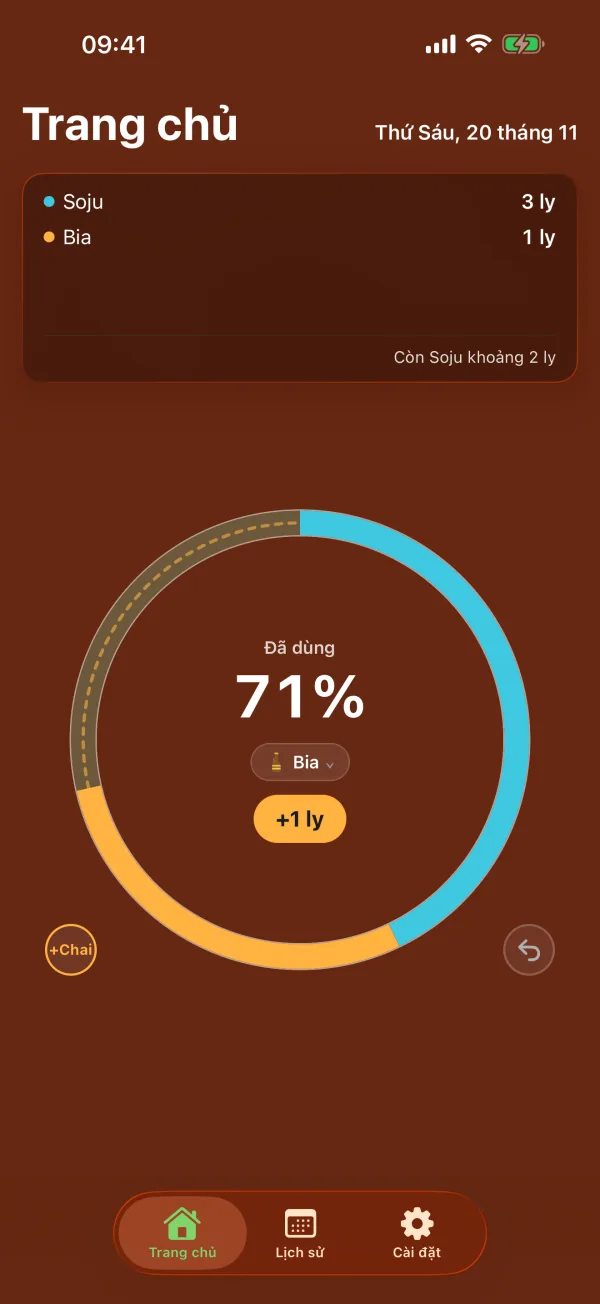 09:41
Trang chủ
Thứ Sáu, 20 tháng 11
Soju 3 ly
Bia 1 ly
Còn Soju khoảng 2 ly
Đã dùng
71%
Bia
+1 ly
+Chai
Trang chủ Lịch sử Cài đặt